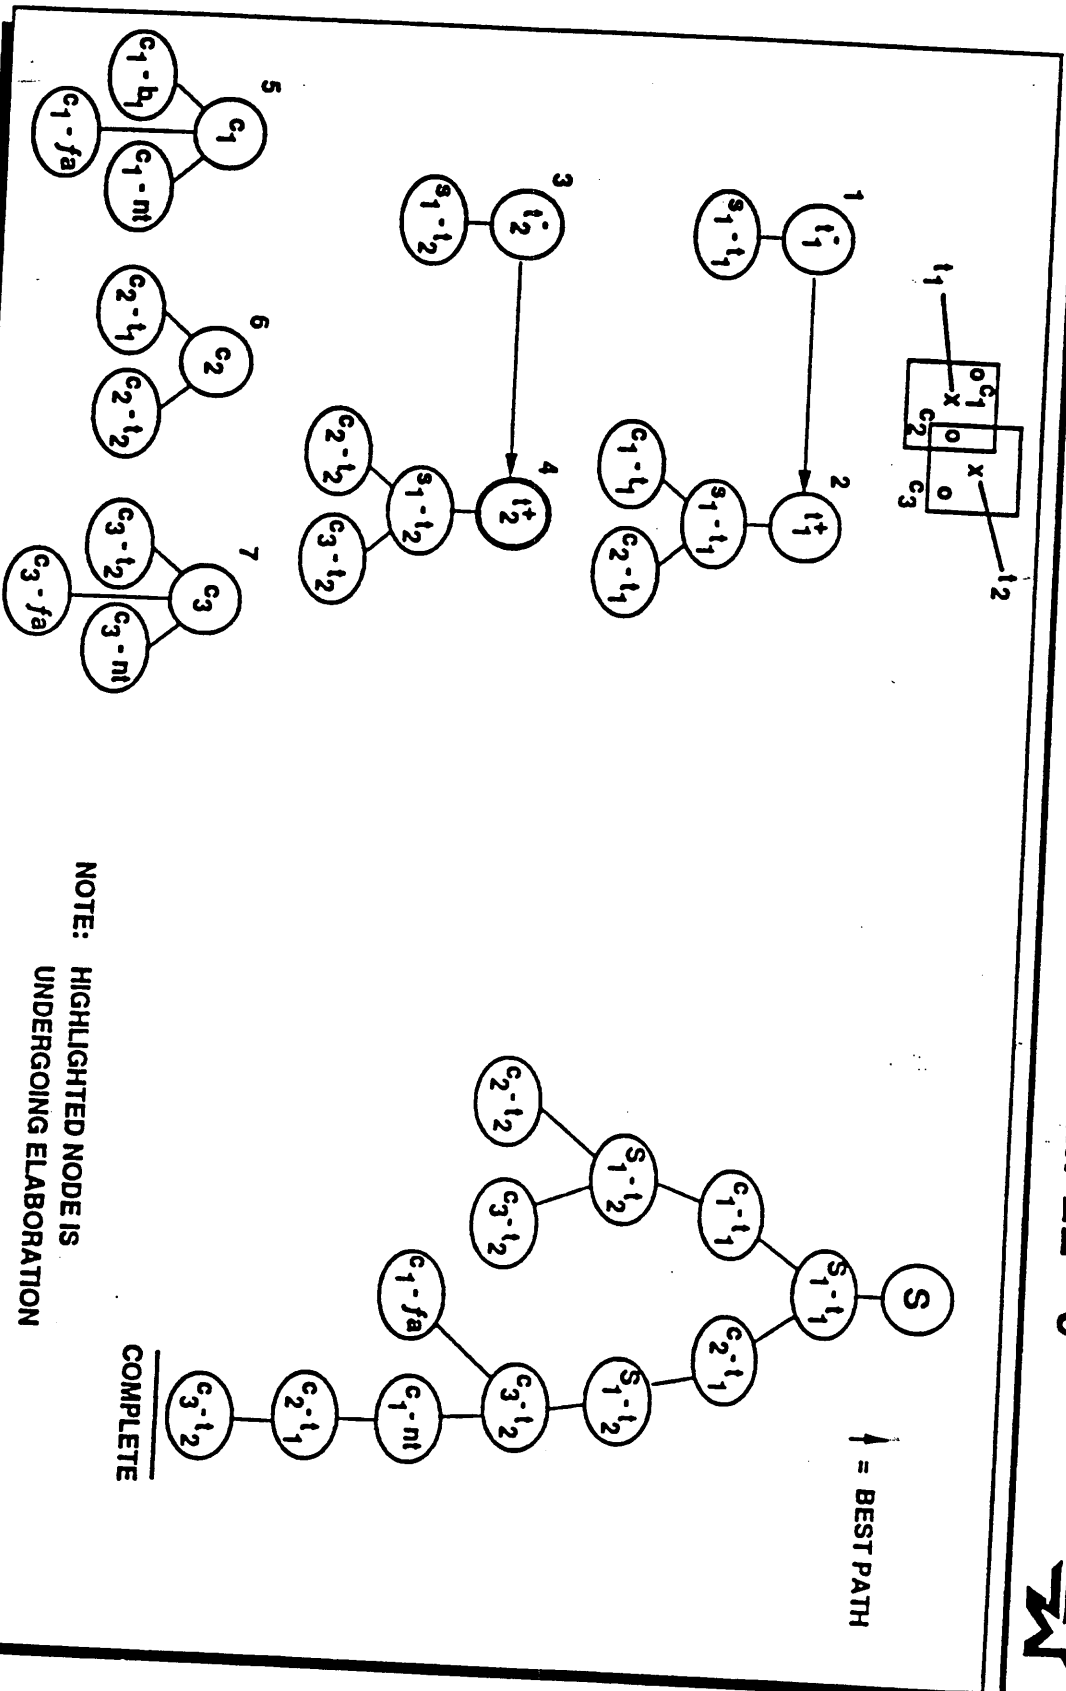 t₁
t₂
c₁
c₂
c₃
o
x
o
x
o
1
t₁⁻
s₁-t₁
2
t₁⁺
s₁-t₁
c₁-t₁
c₂-t₁
3
t₂⁻
s₁-t₂
4
t₂⁺
s₁-t₂
c₂-t₂
c₃-t₂
5
c₁
c₁-b₁
c₁-fa
c₁-nt
6
c₂
c₂-t₁
c₂-t₂
7
c₃
c₃-t₂
c₃-fa
c₃-nt
= BEST PATH
S
S₁-t₁
c₁-t₁
c₂-t₁
S₁-t₂
S₁-t₂
c₂-t₂
c₃-t₂
c₃-t₂
c₁-fa
c₁-nt
c₂-t₁
c₃-t₂
COMPLETE
NOTE: HIGHLIGHTED NODE IS
UNDERGOING ELABORATION